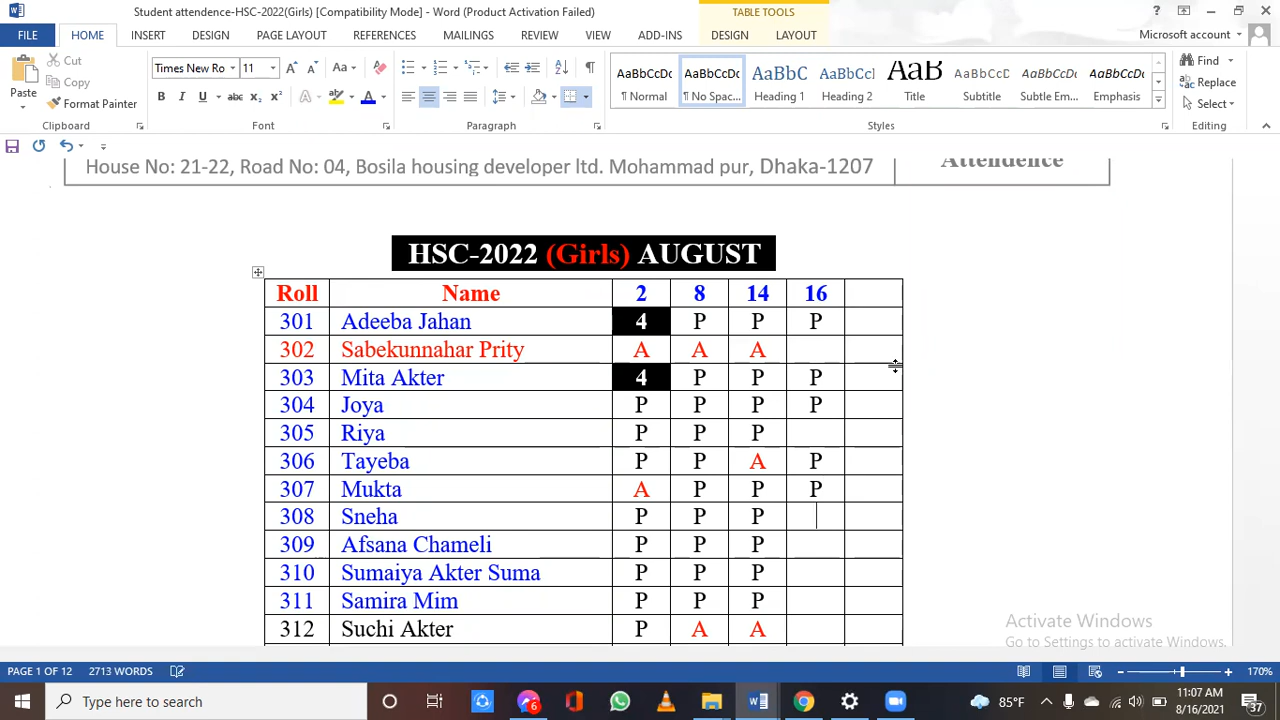 Student attendence-HSC-2022(Girls) [Compatibility Mode] - Word (Product Activation Failed)
TABLE TOOLS
FILE HOME INSERT DESIGN PAGE LAYOUT REFERENCES MAILINGS REVIEW VIEW ADD-INS DESIGN LAYOUT Microsoft account
Cut
Copy
Format Painter
Paste
Clipboard
Times New Ro 11
Font
Paragraph
AaBbCcDc AaBbCcDc AaBbC AaBbCcD AaB AaBbCcD AaBbCcDc AaBbCcDc
¶ Normal ¶ No Spac... Heading 1 Heading 2 Title Subtitle Subtle Em... Emphasis
Styles
Find
Replace
Select
Editing
House No: 21-22, Road No: 04, Bosila housing developer ltd. Mohammad pur, Dhaka-1207
Attendence
HSC-2022 (Girls) AUGUST
Roll Name 2 8 14 16
301 Adeeba Jahan 4 P P P
302 Sabekunnahar Prity A A A
303 Mita Akter 4 P P P
304 Joya P P P P
305 Riya P P P
306 Tayeba P P A P
307 Mukta A P P P
308 Sneha P P P
309 Afsana Chameli P P P
310 Sumaiya Akter Suma P P P
311 Samira Mim P P P
312 Suchi Akter P A A
Activate Windows
Go to Settings to activate Windows.
PAGE 1 OF 12 2713 WORDS 170%
Type here to search
6
85°F
11:07 AM
8/16/2021
37